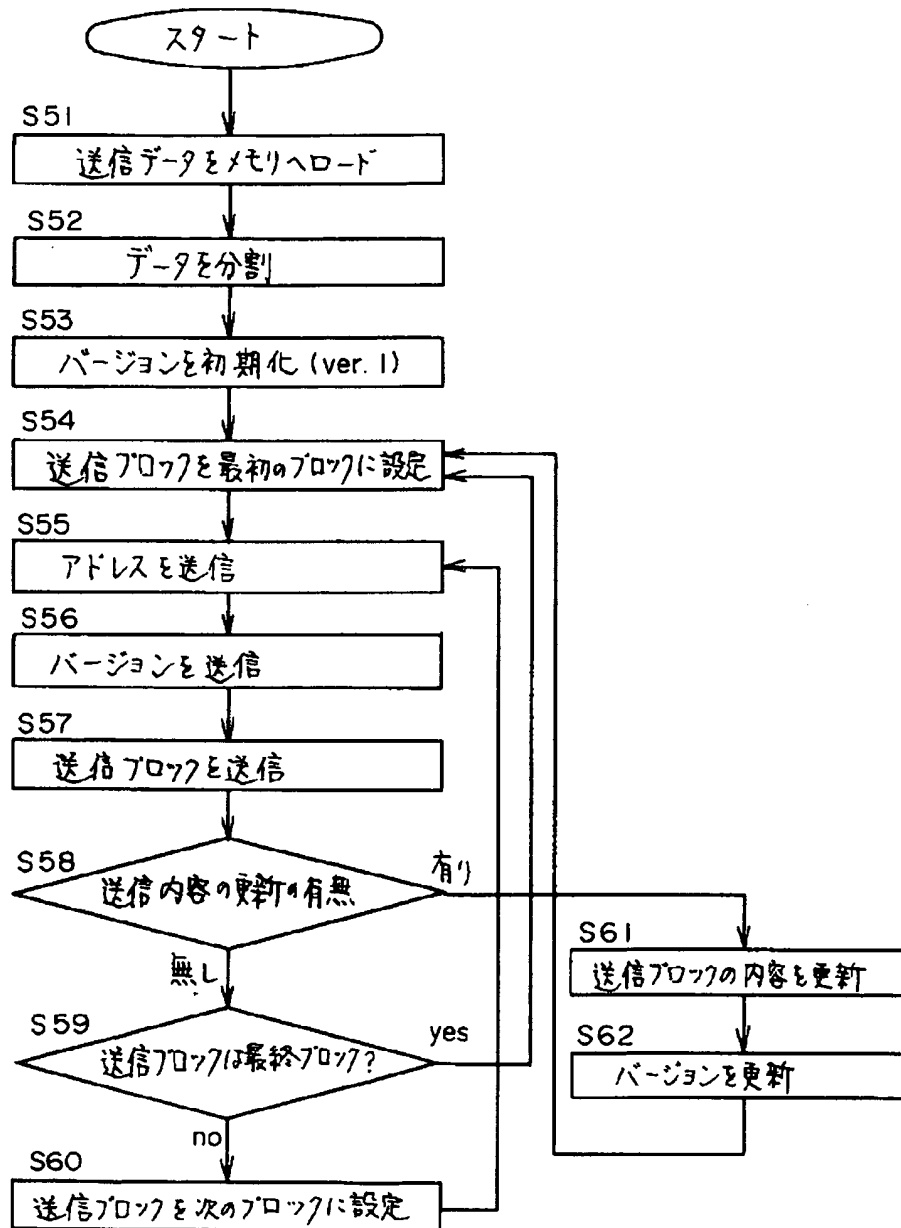 スタート
S51
送信データをメモリへロード
S52
データを分割
S53
バージョンを初期化 (ver. 1)
S54
送信ブロックを最初のブロックに設定
S55
アドレスを送信
S56
バージョンを送信
S57
送信ブロックを送信
S58
送信内容の更新の有無
有り
無し
S59
送信ブロックは最終ブロック?
yes
no
S60
送信ブロックを次のブロックに設定
S61
送信ブロックの内容を更新
S62
バージョンを更新